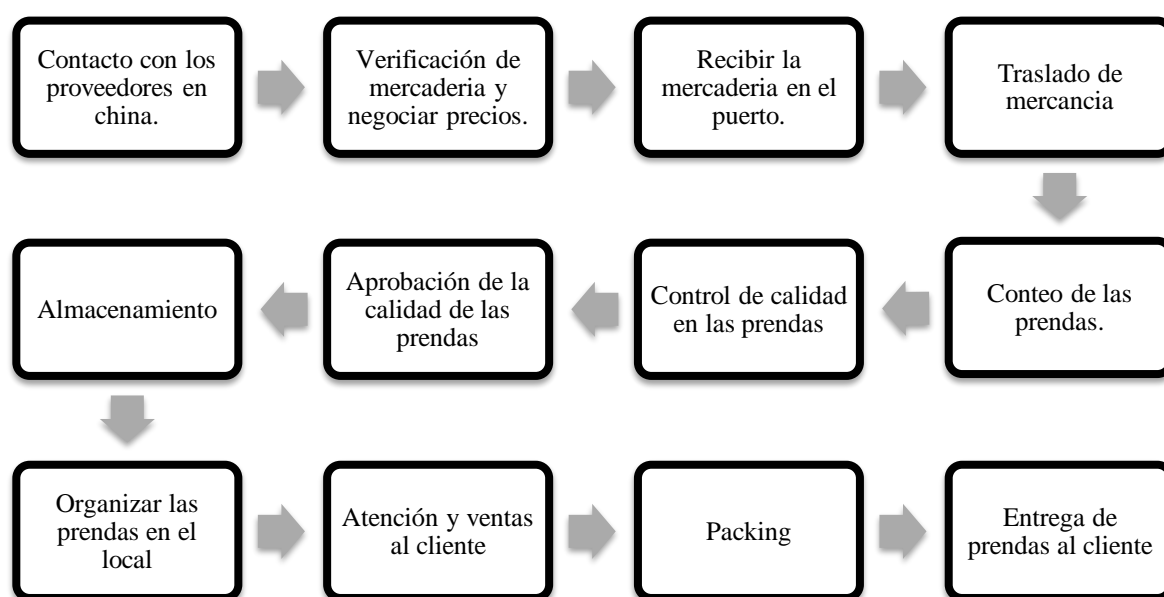 Contacto con los
proveedores en
china.
Verificación de
mercaderia y
negociar precios.
Recibir la
mercaderia en el
puerto.
Traslado de
mercancia
Conteo de las
prendas.
Control de calidad
en las prendas
Aprobación de la
calidad de las
prendas
Almacenamiento
Organizar las
prendas en el
local
Atención y ventas
al cliente
Packing
Entrega de
prendas al cliente